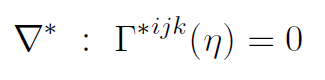 ∇* : Γ*ⁱʲᵏ(η) = 0